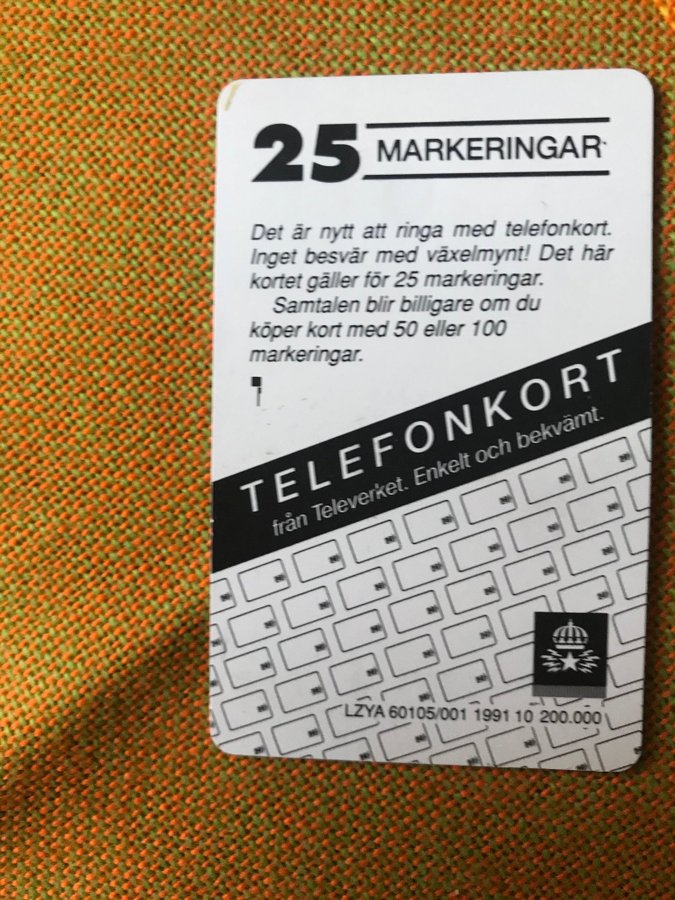 25 MARKERINGAR
Det är nytt att ringa med telefonkort.
Inget besvär med växelmynt! Det här
kortet gäller för 25 markeringar.
Samtalen blir billigare om du
köper kort med 50 eller 100
markeringar.
TELEFONKORT
från Televerket. Enkelt och bekvämt.
LZYA 60105/001 1991 10 200.000